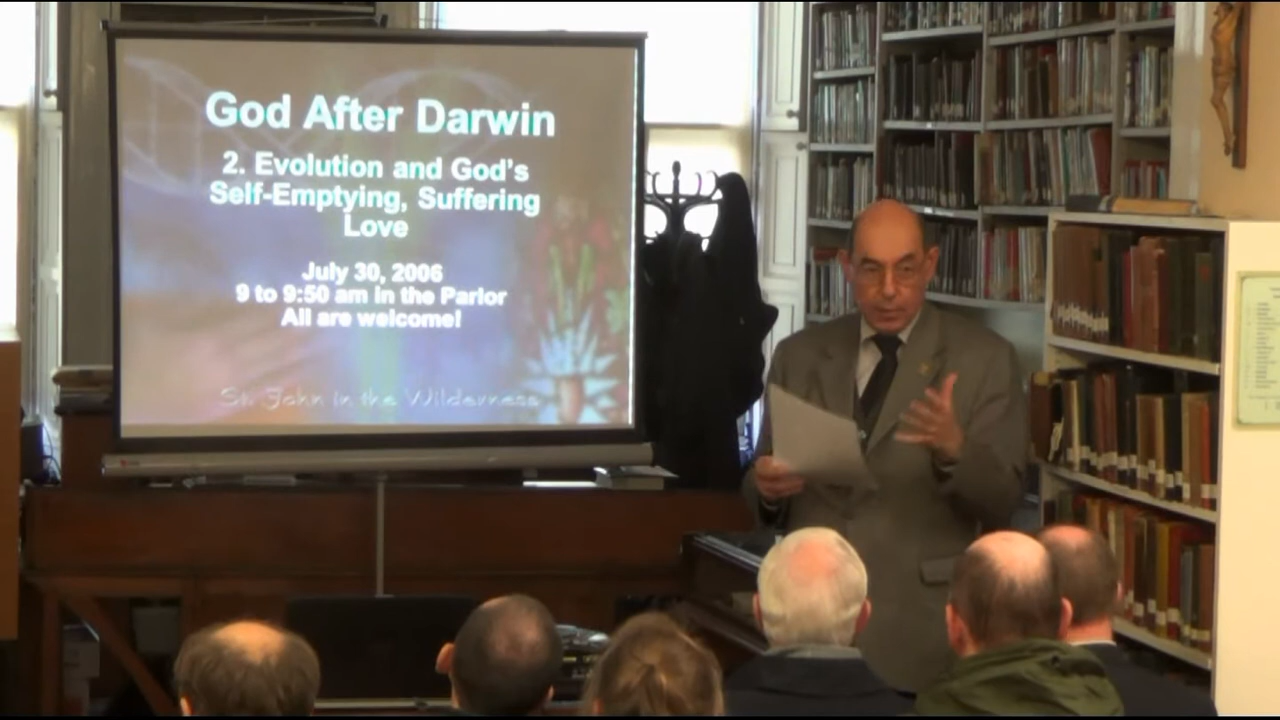 God After Darwin
2. Evolution and God's
Self-Emptying, Suffering
Love
July 30, 2006
9 to 9:50 am in the Parlor
All are welcome!
St. John in the Wilderness